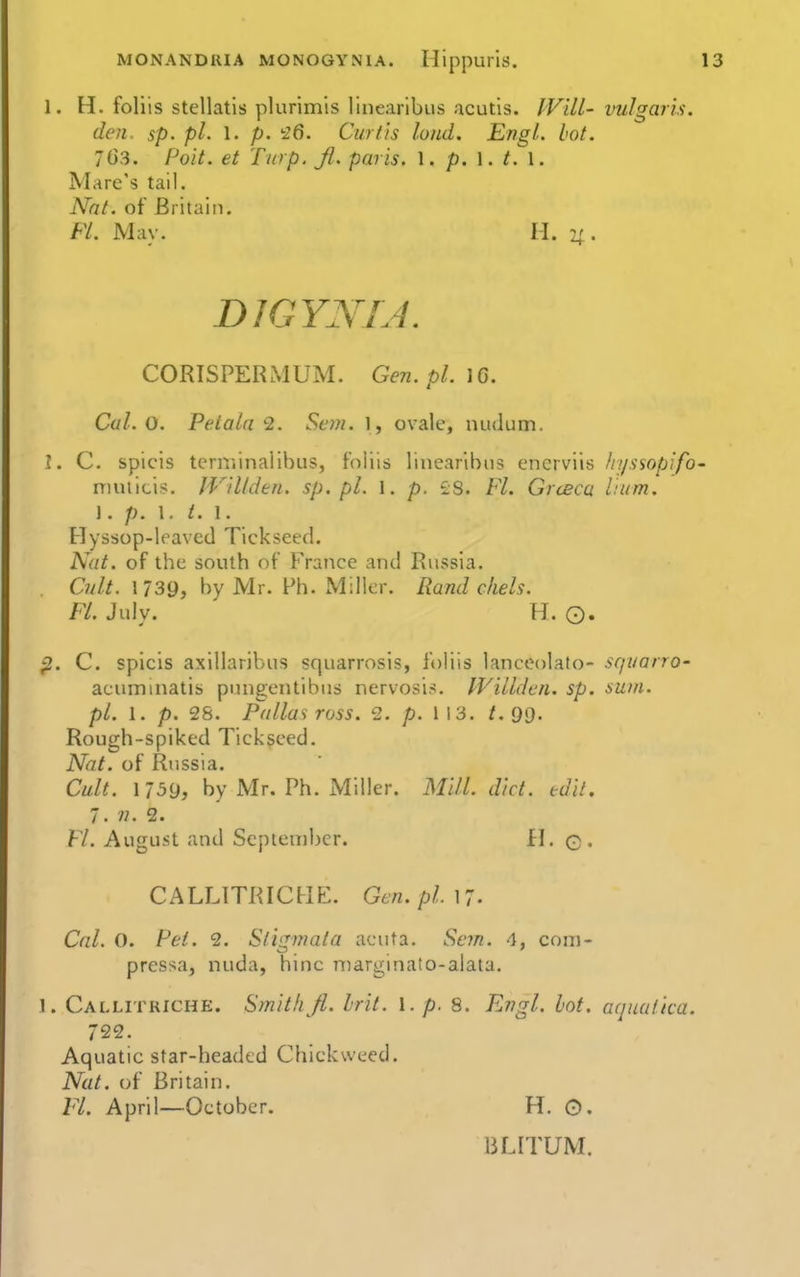 MONANDRIA MONOGYNIA. Hippuris. 13
1. H. foliis stellatis plurimis linearibus acutis. Will- vulgaris.
den. sp. pl. 1. p. 26. Curtis lond. Engl. bot.
763. Poit. et Turp. fl. paris. 1. p. 1. t. 1.
Mare's tail.
Nat. of Britain.
Fl. May. H. ♃.
DIGYNIA.
CORISPERMUM. Gen. pl. 16.
Cal. 0. Petala 2. Sem. 1, ovale, nudum.
1. C. spicis terminalibus, foliis linearibus enerviis hyssopifo-
muticis. Willden. sp. pl. 1. p. 28. Fl. Græca lium.
1. p. 1. t. 1.
Hyssop-leaved Tickseed.
Nat. of the south of France and Russia.
Cult. 1739, by Mr. Ph. Miller. Rand chels.
Fl. July. H. ☉.
2. C. spicis axillaribus squarrosis, foliis lanceolato- squarro-
acuminatis pungentibus nervosis. Willden. sp. sum.
pl. 1. p. 28. Pallas ross. 2. p. 113. t. 99.
Rough-spiked Tickseed.
Nat. of Russia.
Cult. 1759, by Mr. Ph. Miller. Mill. dict. edit.
7. n. 2.
Fl. August and September. H. ☉.
CALLITRICHE. Gen. pl. 17.
Cal. 0. Pet. 2. Stigmata acuta. Sem. 4, com-
pressa, nuda, hinc marginato-alata.
1. CALLITRICHE. Smith fl. brit. 1. p. 8. Engl. bot. aquatica.
722.
Aquatic star-headed Chickweed.
Nat. of Britain.
Fl. April—October. H. ☉.
BLITUM.